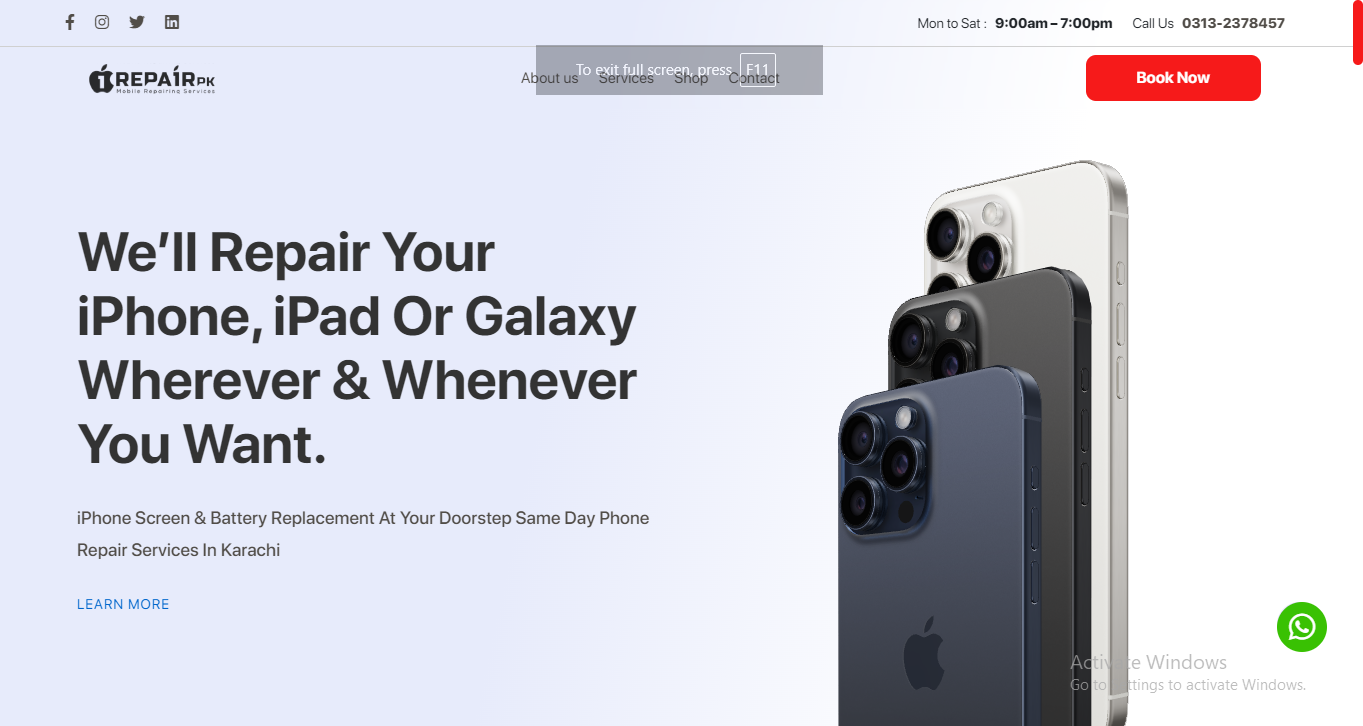 Mon to Sat : 9:00am – 7:00pm Call Us 0313-2378457
1REPAIRPK
Mobile Repairing Services
To exit full screen, press F11
About us Services Shop Contact
Book Now
We’ll Repair Your
iPhone, iPad Or Galaxy
Wherever & Whenever
You Want.
iPhone Screen & Battery Replacement At Your Doorstep Same Day Phone
Repair Services In Karachi
LEARN MORE
Activate Windows
Go to Settings to activate Windows.